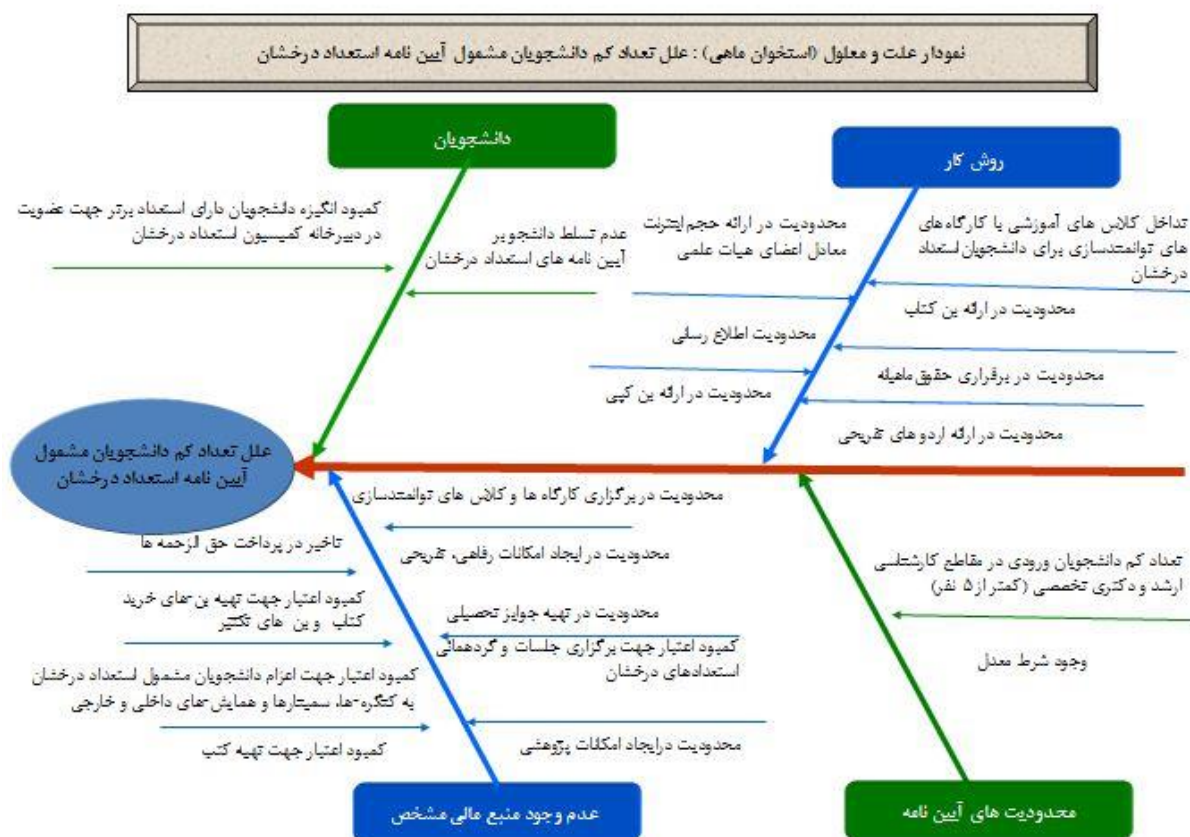 نمودار علت و معلول (استخوان ماهی) : علل تعداد کم دانشجویان مشمول آیین نامه استعداد درخشان
روش کار
تداخل کلاس های آموزشی با کارگاه های
های توانمتدسازی برای دانشجویان استعداد
درخشان
محدودیت در ارائه بن کتاب
محدودیت در برقراری حقوق ماهیانه
محدودیت در ارائه اردو های تفریحی
محدودیت در ارائه حجم اینترنت
معادل اعضای هیات علمی
محدودیت اطلاع رسانی
محدودیت در ارائه بن کپی
دانشجویان
عدم تسلط دانشجو بر
آیین نامه های استعداد درخشان
کمبود انگیزه دانشجویان دارای استعداد برتر جهت عضویت
در دبیرخانه کمیسیون استعداد درخشان
علل تعداد کم دانشجویان مشمول
آیین نامه استعداد درخشان
تعداد کم دانشجویان ورودی در مقاطع کارشناسی
ارشد و دکتری تخصصی (کمتر از ۵ نفر)
وجود شرط معدل
محدودیت های آیین نامه
محدودیت در برگزاری کارگاه ها و کلاس های توانمتدسازی
محدودیت در ایجاد امکانات رفاهی، تفریحی
محدودیت در تهیه جوایز تحصیلی
کمبود اعتبار جهت برگزاری جلسات و گردهمائی
استعدادهای درخشان
محدودیت درایجاد امکانات پژوهشی
تاخیر در پرداخت حق الزحمه ها
کمبود اعتبار جهت تهیه بن-های خرید
کتاب و بن های تکثیر
کمبود اعتبار جهت اعزام دانشجویان مشمول استعداد درخشان
به کنگره-ها، سمینارها و همایش-های داخلی و خارجی
کمبود اعتبار جهت تهیه کتب
عدم وجود منبع مالی مشخص